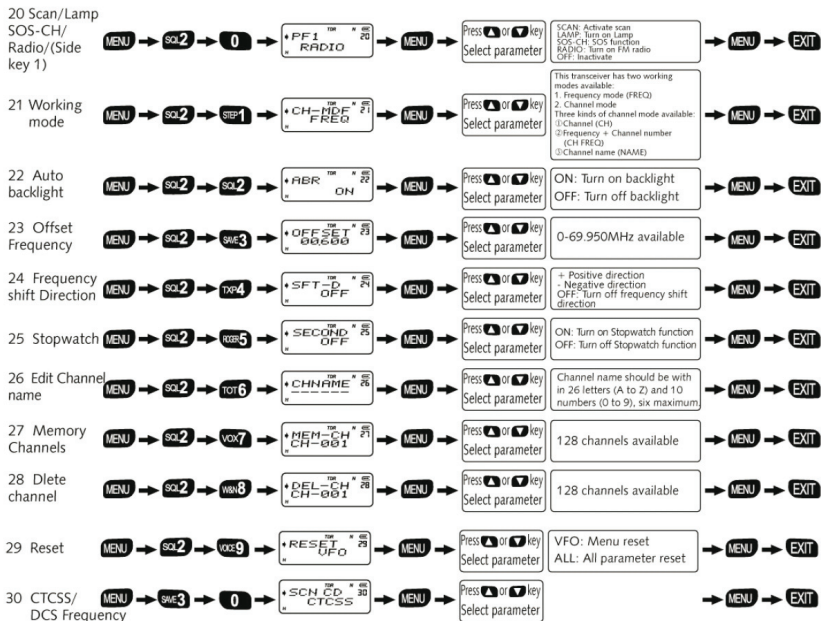 20 Scan/Lamp
SOS-CH/
Radio/(Side
key 1)
MENU SQL2 0 TDR N PF1 20 RADIO H MENU Press or key Select parameter
SCAN: Activate scan
LAMP: Turn on Lamp
SOS-CH: SOS function
RADIO: Turn on FM radio
OFF: Inactivate
MENU EXIT
21 Working
mode
MENU SQL2 STEP1 TDR N CH-MDF 21 FREQ H MENU Press or key Select parameter
This transceiver has two working
modes available:
1. Frequency mode (FREQ)
2. Channel mode
Three kinds of channel mode available:
①Channel (CH)
②Frequency + Channel number
(CH FREQ)
③Channel name (NAME)
MENU EXIT
22 Auto
backlight
MENU SQL2 SQL2 TDR N ABR 22 ON H MENU Press or key Select parameter
ON: Turn on backlight
OFF: Turn off backlight
MENU EXIT
23 Offset
Frequency
MENU SQL2 SAVE3 TDR N OFFSET 23 00.600 H MENU Press or key Select parameter
0-69.950MHz available
MENU EXIT
24 Frequency
shift Direction
MENU SQL2 TXP4 TDR N SFT-D 24 OFF H MENU Press or key Select parameter
+ Positive direction
- Negative direction
OFF: Turn off frequency shift
direction
MENU EXIT
25 Stopwatch
MENU SQL2 ROGER5 TDR N SECOND 25 OFF H MENU Press or key Select parameter
ON: Turn on Stopwatch function
OFF: Turn off Stopwatch function
MENU EXIT
26 Edit Channel
name
MENU SQL2 TOT6 TDR N CHNAME 26 ------ H MENU Press or key Select parameter
Channel name should be with
in 26 letters (A to Z) and 10
numbers (0 to 9), six maximum.
MENU EXIT
27 Memory
Channels
MENU SQL2 VOX7 TDR N MEM-CH 27 CH-001 H MENU Press or key Select parameter
128 channels available
MENU EXIT
28 Dlete
channel
MENU SQL2 W&N8 TDR N DEL-CH 28 CH-001 H MENU Press or key Select parameter
128 channels available
MENU EXIT
29 Reset
MENU SQL2 VOICE9 TDR N RESET 29 VFO H MENU Press or key Select parameter
VFO: Menu reset
ALL: All parameter reset
MENU EXIT
30 CTCSS/
DCS Frequency
MENU SAVE3 0 TDR N SCN CD 30 CTCSS H MENU Press or key Select parameter
MENU EXIT